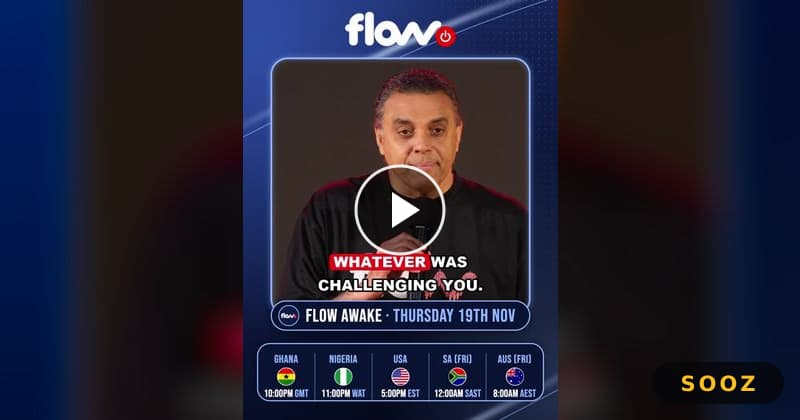 flow
WHATEVER WAS
CHALLENGING YOU.
flow FLOW AWAKE · THURSDAY 19TH NOV
GHANA NIGERIA USA SA (FRI) AUS (FRI)
10:00PM GMT 11:00PM WAT 5:00PM EST 12:00AM SAST 8:00AM AEST
SOOZ